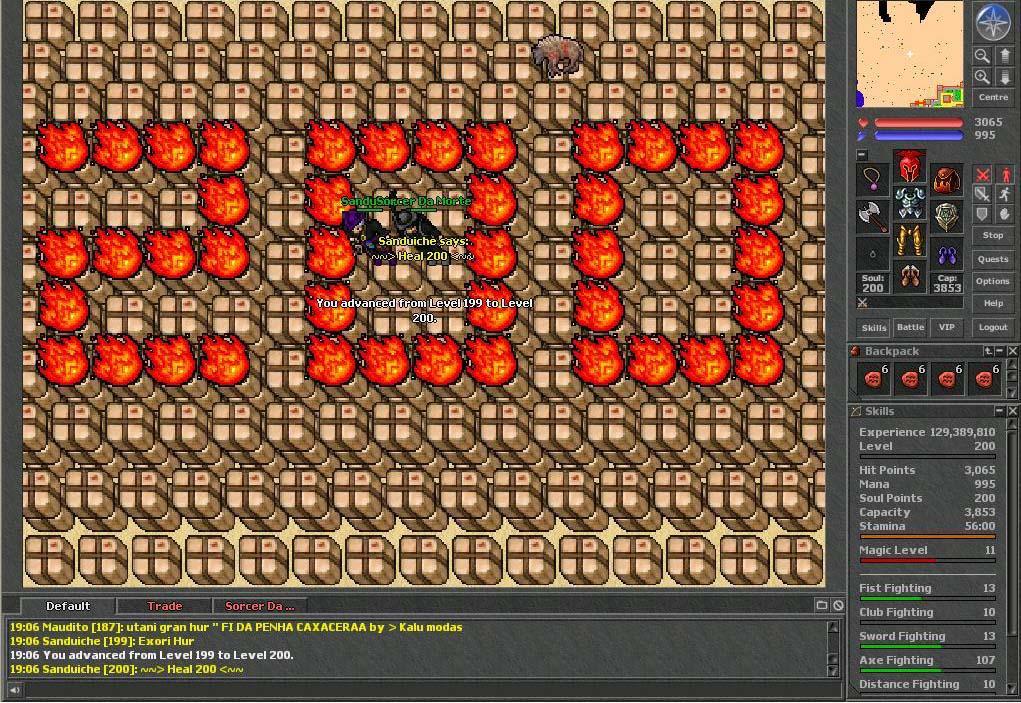 SanduSorcer Da Morte
Sanduiche says:
~~> Heal 200 <~~
You advanced from Level 199 to Level
200.
Centre
3065
995
Stop
Quests
Options
Help
Soul:
200
Cap:
3853
Skills
Battle
VIP
Logout
Backpack
6
6
6
6
Skills
Experience 129,389,810
Level 200
Hit Points 3,065
Mana 995
Soul Points 200
Capacity 3,853
Stamina 56:00
Magic Level 11
Fist Fighting 13
Club Fighting 10
Sword Fighting 13
Axe Fighting 107
Distance Fighting 10
Default
Trade
Sorcer Da ...
19:06 Maudito [187]: utani gran hur " FI DA PENHA CAXACERAA by > Kalu modas
19:06 Sanduiche [199]: Exori Hur
19:06 You advanced from Level 199 to Level 200.
19:06 Sanduiche [200]: ~~> Heal 200 <~~